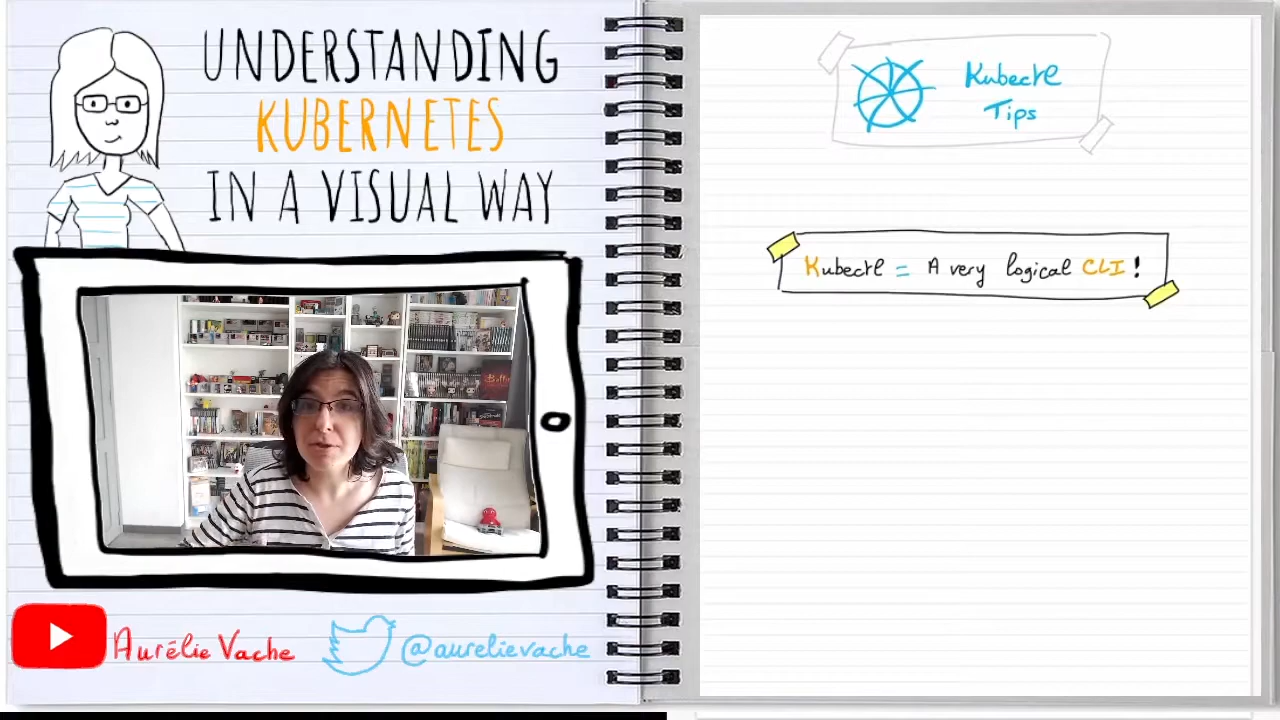 UNDERSTANDING
KUBERNETES
IN A VISUAL WAY
Aurélie Vache
@aurelievache
Kubectl
Tips
Kubectl = A very logical CLI !